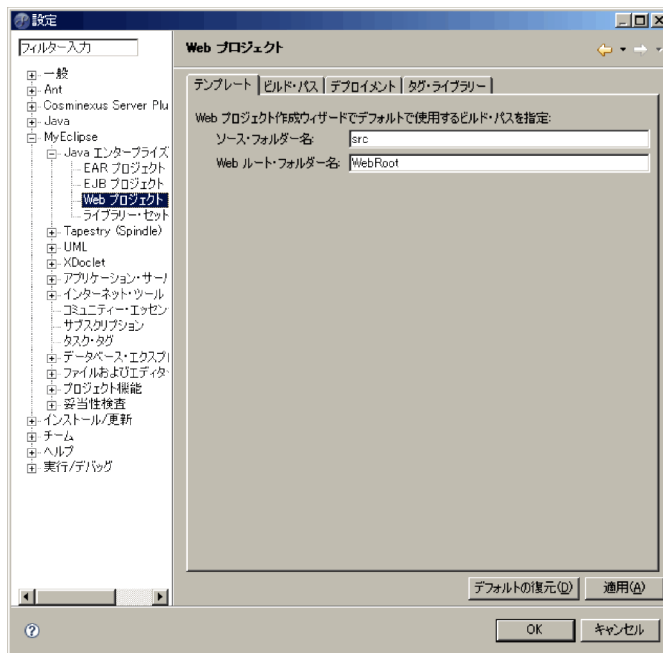 設定
フィルター入力
Web プロジェクト
一般
Ant
Cosminexus Server Plu
Java
MyEclipse
Java エンタープライズ
EAR プロジェクト
EJB プロジェクト
Web プロジェクト
ライブラリー・セット
Tapestry (Spindle)
UML
XDoclet
アプリケーション・サー
インターネット・ツール
コミュニティー・エッセン
サブスクリプション
タスク・タグ
データベース・エクスプ
ファイルおよびエディタ
プロジェクト機能
妥当性検査
インストール/更新
チーム
ヘルプ
実行/デバッグ
テンプレート ビルド・パス デプロイメント タグ・ライブラリー
Web プロジェクト作成ウィザードでデフォルトで使用するビルド・パスを指定:
ソース・フォルダー名: src
Web ルート・フォルダー名: WebRoot
デフォルトの復元(D) 適用(A)
? OK キャンセル